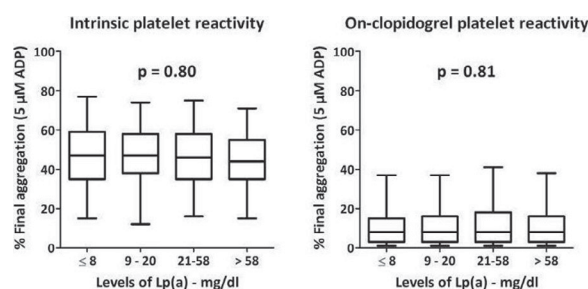 Intrinsic platelet reactivity
% Final aggregation (5 µM ADP)
100
80
60
40
20
0
p = 0.80
≤ 8
9 - 20
21-58
> 58
Levels of Lp(a) - mg/dl
On-clopidogrel platelet reactivity
% Final aggregation (5 µM ADP)
100
80
60
40
20
0
p = 0.81
≤ 8
9 - 20
21-58
> 58
Levels of Lp(a) - mg/dl